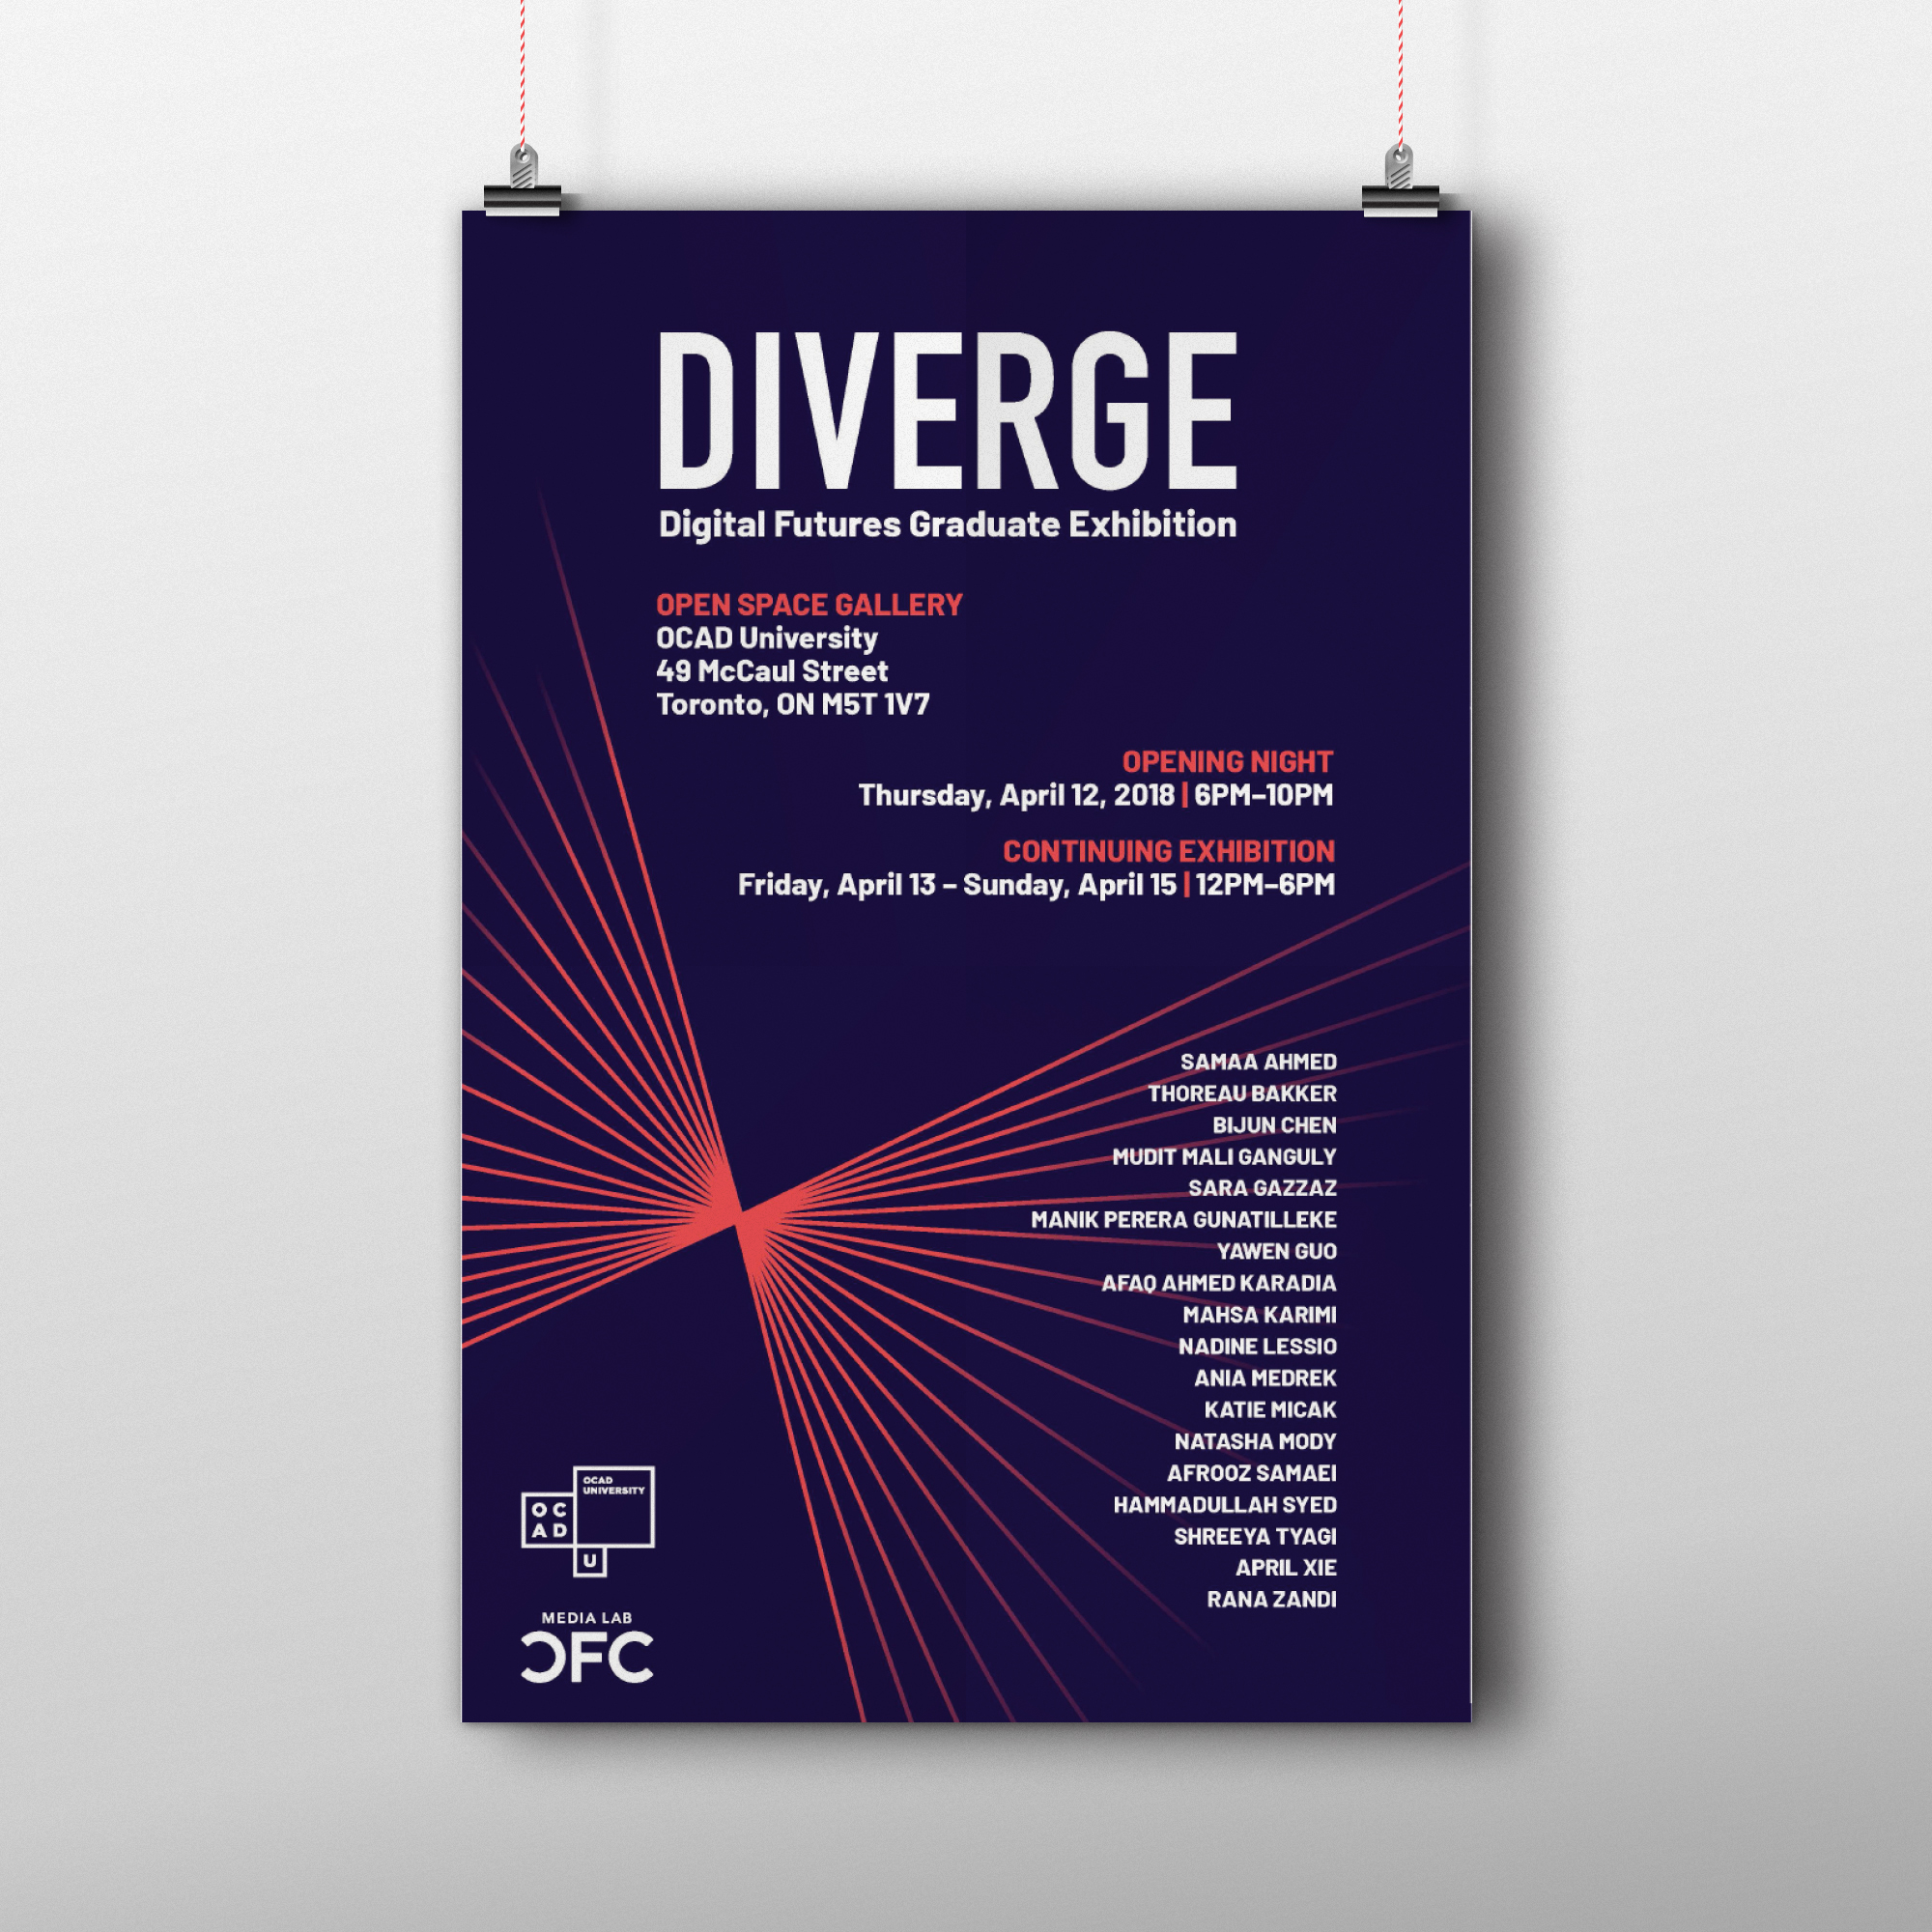 DIVERGE
Digital Futures Graduate Exhibition
OPEN SPACE GALLERY
OCAD University
49 McCaul Street
Toronto, ON M5T 1V7
OPENING NIGHT
Thursday, April 12, 2018 | 6PM–10PM
CONTINUING EXHIBITION
Friday, April 13 – Sunday, April 15 | 12PM–6PM
SAMAA AHMED
THOREAU BAKKER
BIJUN CHEN
MUDIT MALI GANGULY
SARA GAZZAZ
MANIK PERERA GUNATILLEKE
YAWEN GUO
AFAQ AHMED KARADIA
MAHSA KARIMI
NADINE LESSIO
ANIA MEDREK
KATIE MICAK
NATASHA MODY
AFROOZ SAMAEI
HAMMADULLAH SYED
SHREEYA TYAGI
APRIL XIE
RANA ZANDI
OCAD
UNIVERSITY
OC
AD
U
MEDIA LAB
CFC